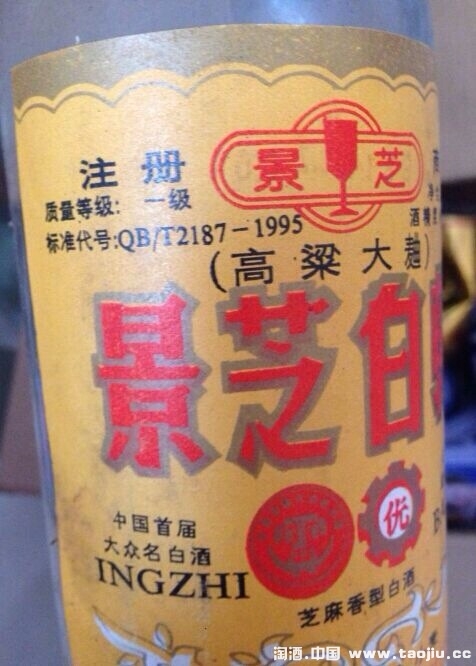 注册
景 芝
质量等级: 一级
标准代号:QB/T2187-1995
(高粱大麯)
景芝白
优
中国首届
大众名白酒
INGZHI
芝麻香型白酒
淘酒.中国 www.taojiu.cc